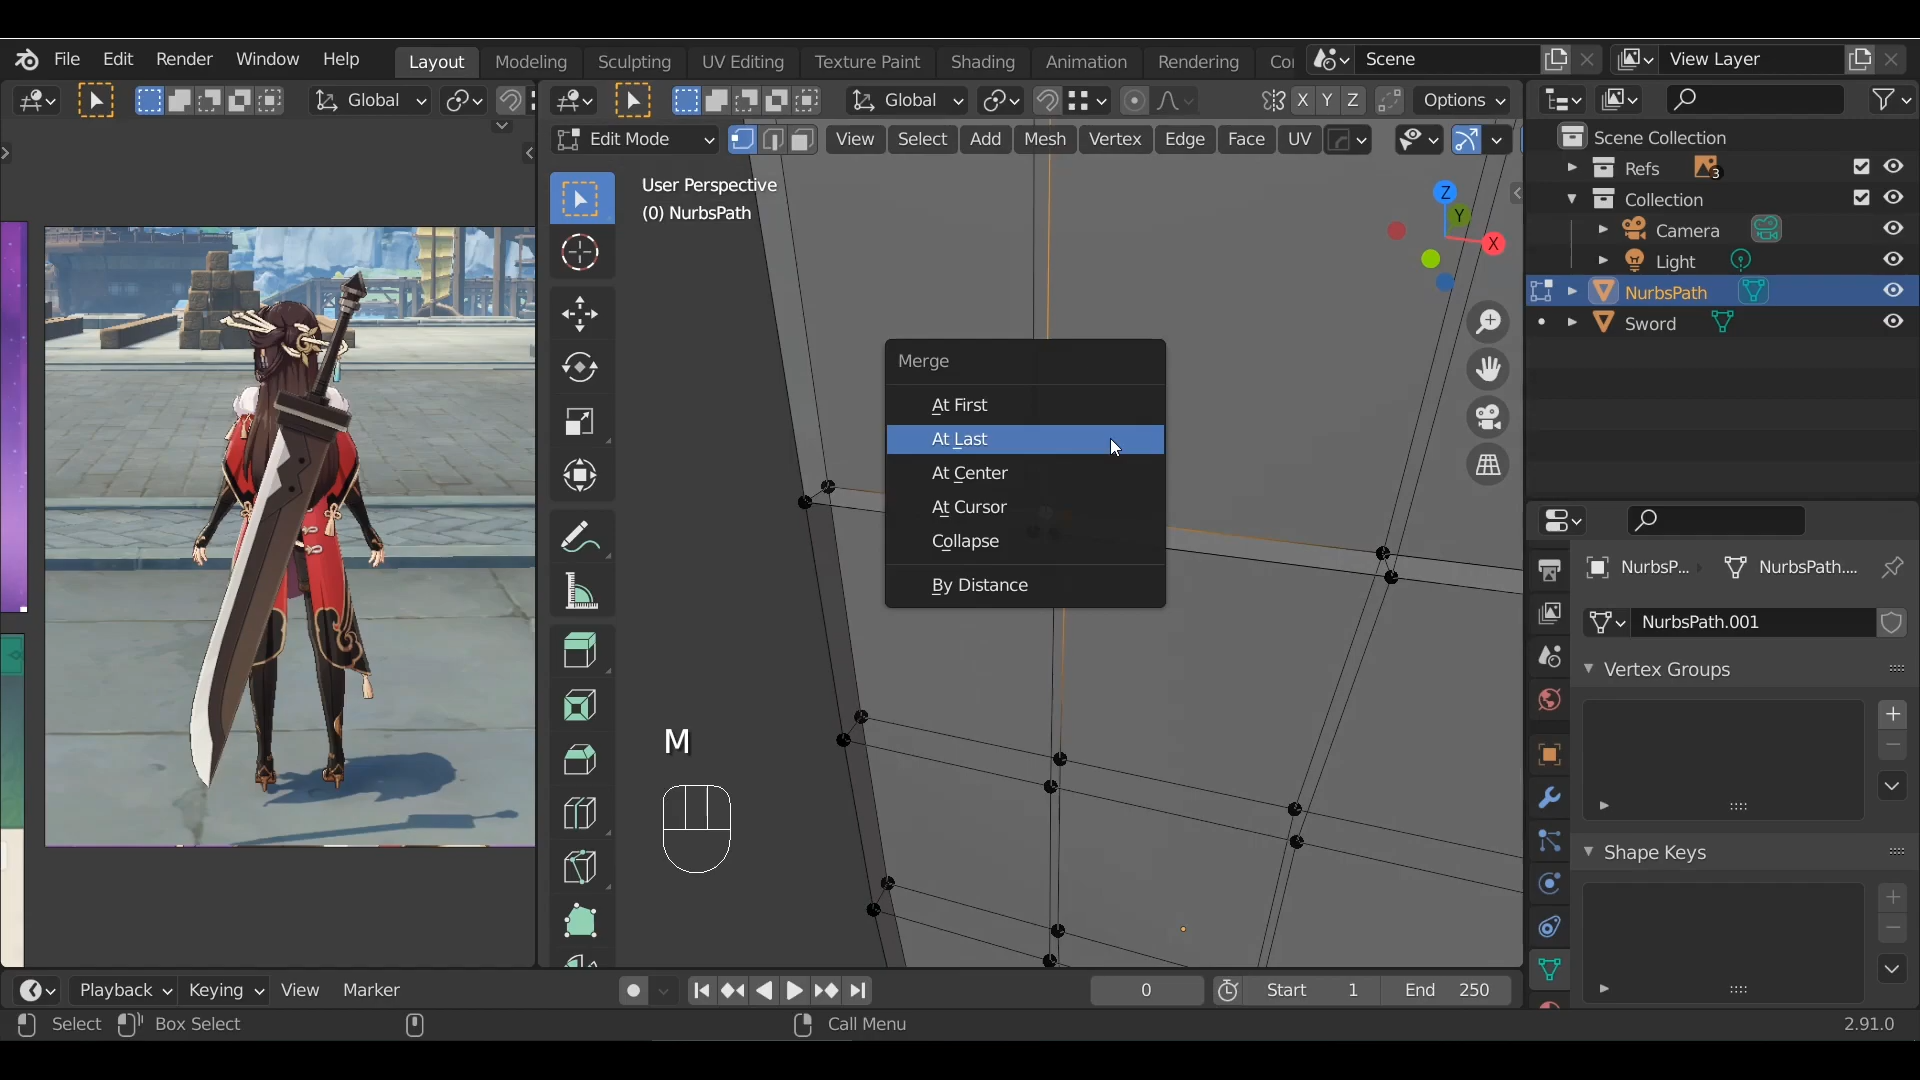 File Edit Render Window Help Layout Modeling Sculpting UV Editing Texture Paint Shading Animation Rendering Co Scene View Layer
Global Global X Y Z Options
Edit Mode View Select Add Mesh Vertex Edge Face UV
User Perspective
(0) NurbsPath
Z
Y
X
Merge
At First
At Last
At Center
At Cursor
Collapse
By Distance
M
Scene Collection
Refs 3
Collection
Camera
Light
NurbsPath
Sword
NurbsP... NurbsPath....
NurbsPath.001
Vertex Groups
Shape Keys
Playback Keying View Marker 0 Start 1 End 250
Select Box Select Call Menu 2.91.0